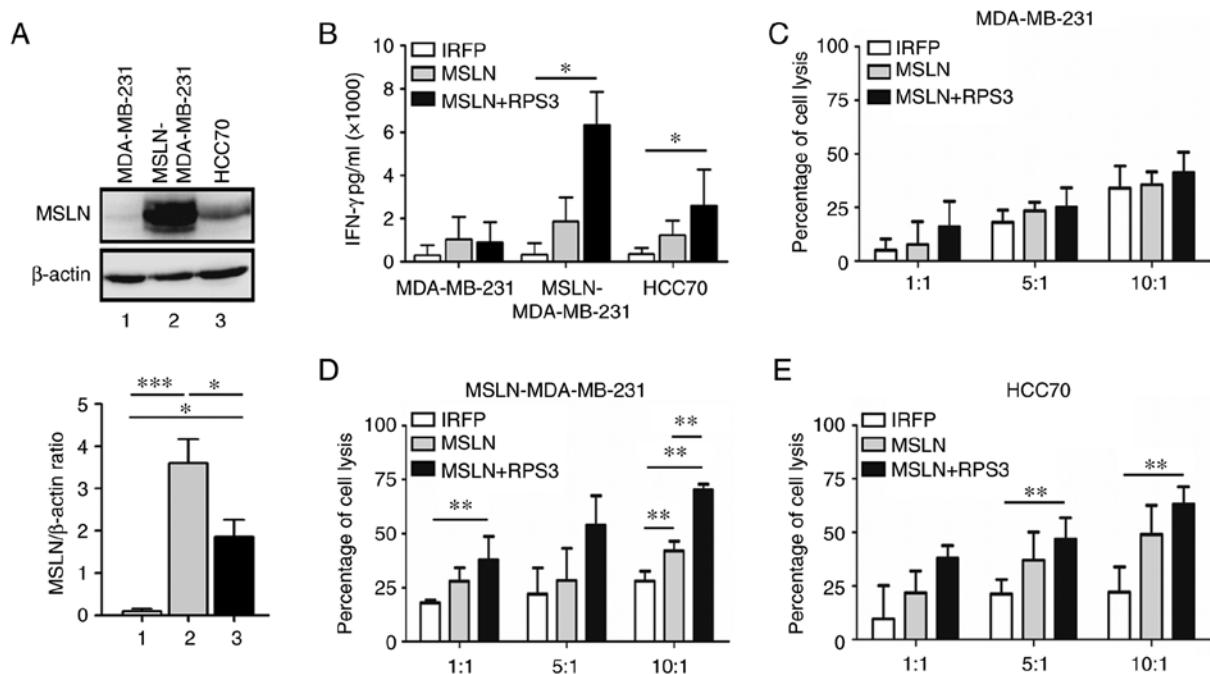 A
MDA-MB-231
MSLN-
MDA-MB-231
HCC70
MSLN
β-actin
1 2 3
*** *
*
MSLN/β-actin ratio
5
4
3
2
1
0
1 2 3
B
IRFP
MSLN
MSLN+RPS3
IFN-γ pg/ml (×1000)
10
8
6
4
2
0
*
*
MDA-MB-231 MSLN- HCC70
MDA-MB-231
C
MDA-MB-231
IRFP
MSLN
MSLN+RPS3
Percentage of cell lysis
100
75
50
25
0
1:1 5:1 10:1
D
MSLN-MDA-MB-231
IRFP
MSLN
MSLN+RPS3
Percentage of cell lysis
100
75
50
25
0
**
**
**
**
1:1 5:1 10:1
E
HCC70
IRFP
MSLN
MSLN+RPS3
Percentage of cell lysis
100
75
50
25
0
**
**
1:1 5:1 10:1